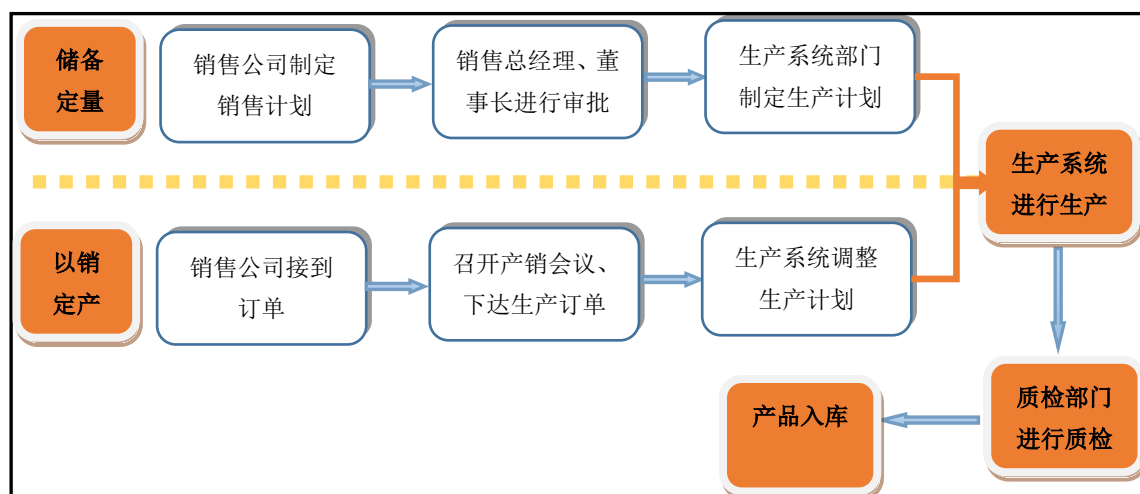 储备
定量
销售公司制定
销售计划
销售总经理、董
事长进行审批
生产系统部门
制定生产计划
生产系统
进行生产
以销
定产
销售公司接到
订单
召开产销会议、
下达生产订单
生产系统调整
生产计划
质检部门
进行质检
产品入库